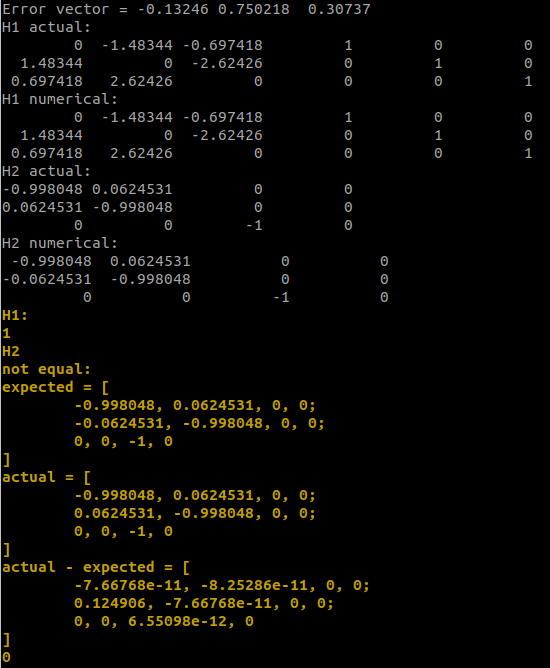 Error vector = -0.13246 0.750218  0.30737
H1 actual:
        0  -1.48344 -0.697418         1         0         0
  1.48344         0  -2.62426         0         1         0
 0.697418   2.62426         0         0         0         1
H1 numerical:
        0  -1.48344 -0.697418         1         0         0
  1.48344         0  -2.62426         0         1         0
 0.697418   2.62426         0         0         0         1
H2 actual:
-0.998048 0.0624531         0         0
0.0624531 -0.998048         0         0
        0         0        -1         0
H2 numerical:
 -0.998048  0.0624531          0          0
-0.0624531  -0.998048          0          0
         0          0         -1          0
H1:
1
H2
not equal:
expected = [
        -0.998048, 0.0624531, 0, 0;
        -0.0624531, -0.998048, 0, 0;
        0, 0, -1, 0
]
actual = [
        -0.998048, 0.0624531, 0, 0;
        0.0624531, -0.998048, 0, 0;
        0, 0, -1, 0
]
actual - expected = [
        -7.66768e-11, -8.25286e-11, 0, 0;
        0.124906, -7.66768e-11, 0, 0;
        0, 0, 6.55098e-12, 0
]
0